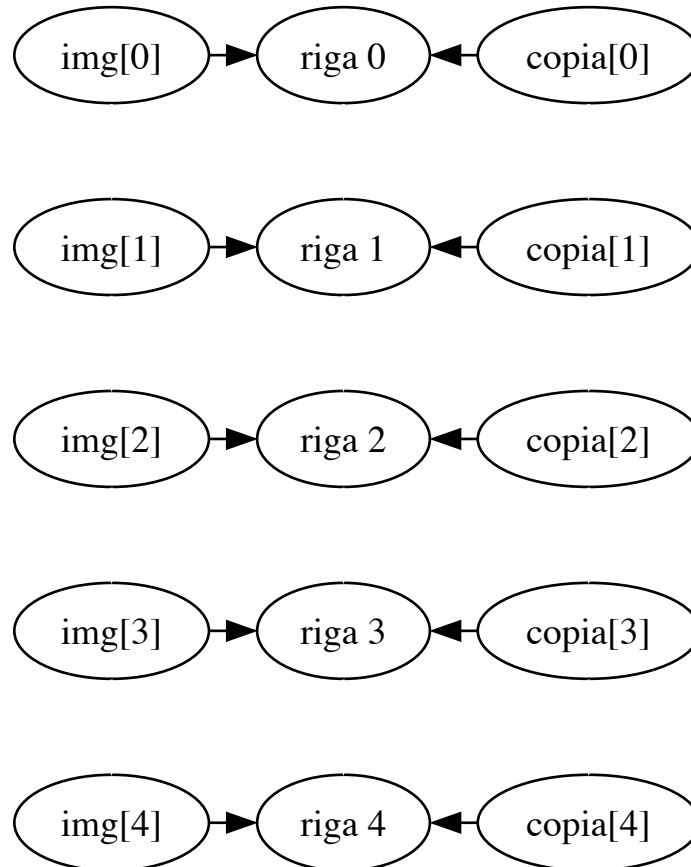 img[0] riga 0 copia[0]
img[1] riga 1 copia[1]
img[2] riga 2 copia[2]
img[3] riga 3 copia[3]
img[4] riga 4 copia[4]